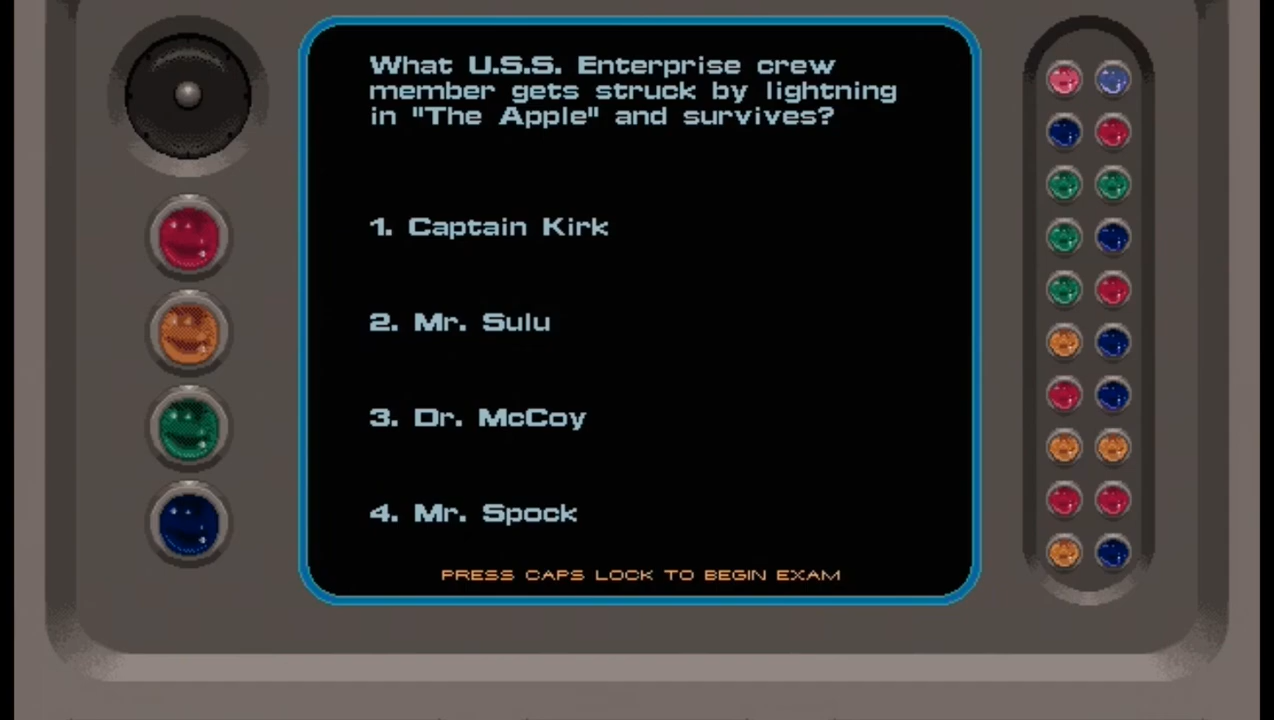 What U.S.S. Enterprise crew
member gets struck by lightning
in "The Apple" and survives?
1. Captain Kirk
2. Mr. Sulu
3. Dr. McCoy
4. Mr. Spock
PRESS CAPS LOCK TO BEGIN EXAM